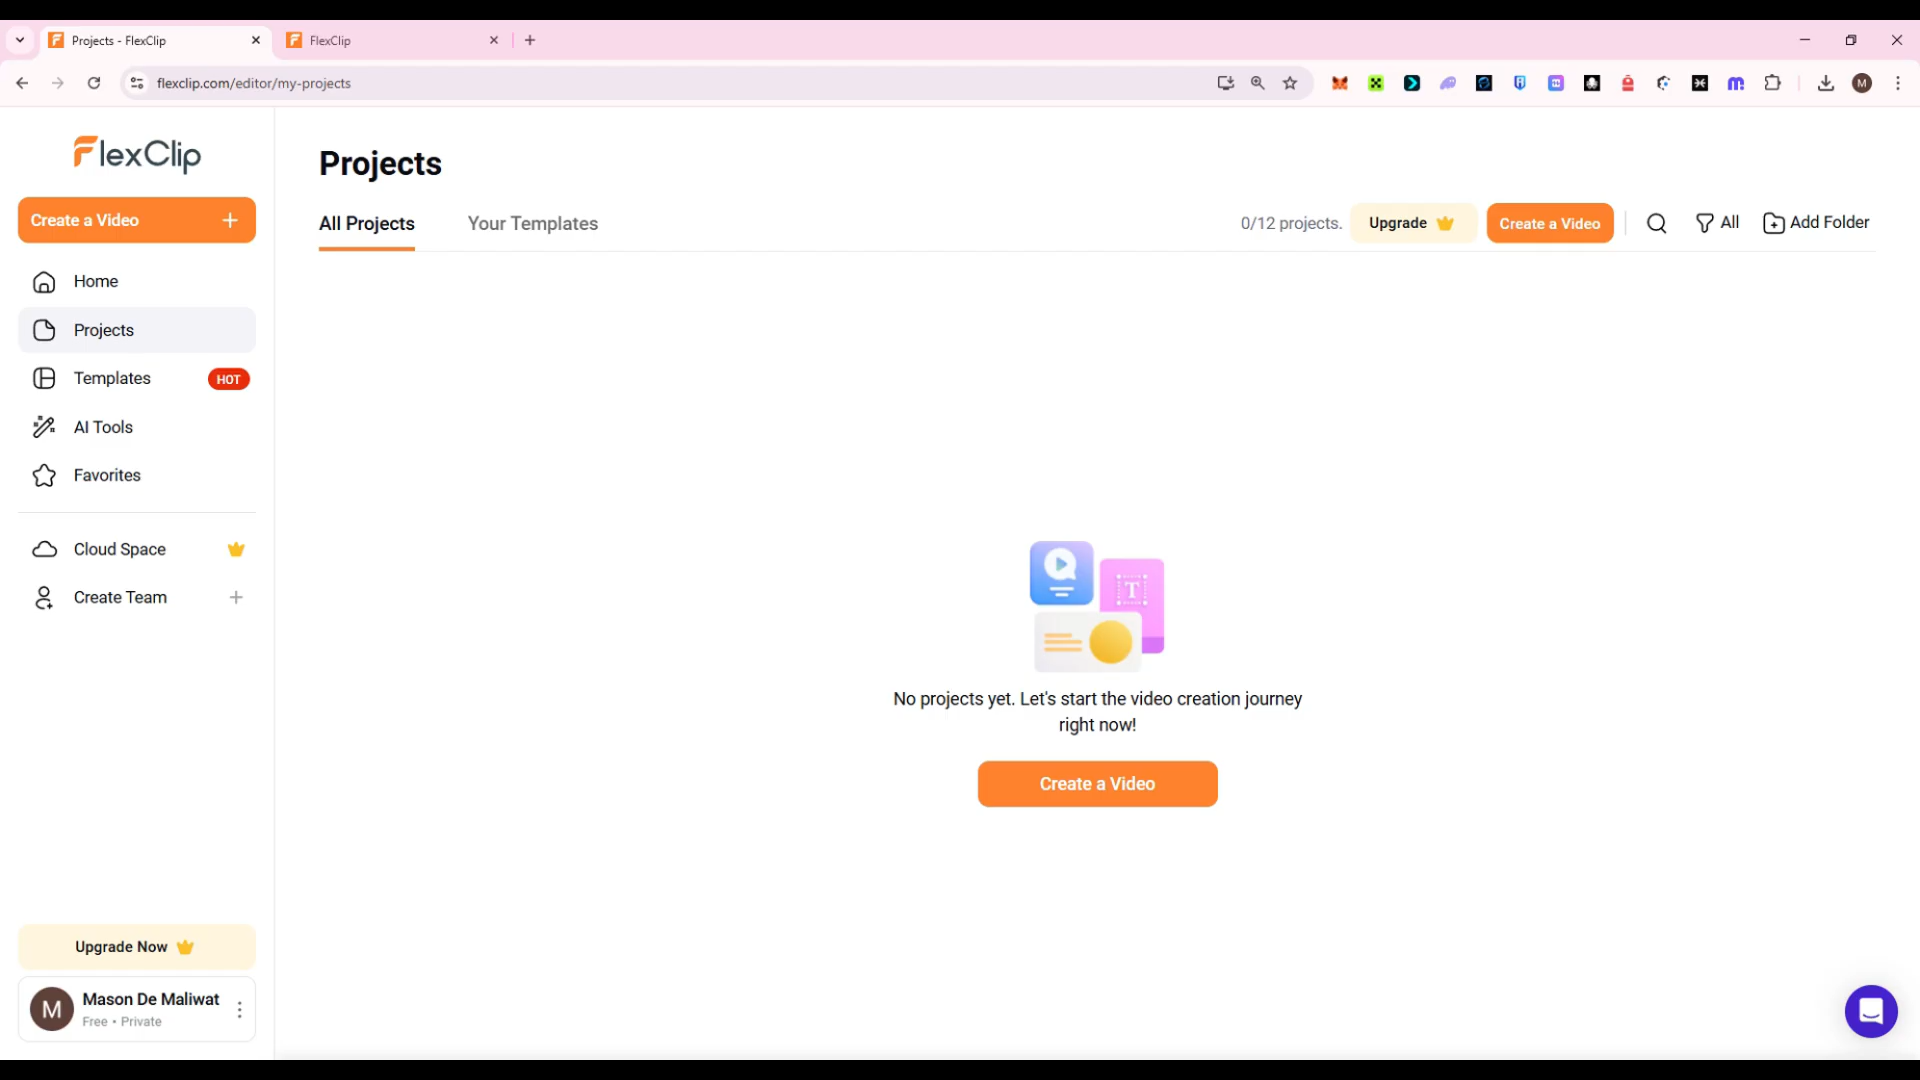 Projects - FlexClip
FlexClip
flexclip.com/editor/my-projects
M
FlexClip
Create a Video
Home
Projects
Templates
HOT
AI Tools
Favorites
Cloud Space
Create Team
Upgrade Now
M
Mason De Maliwat
Free • Private
Projects
All Projects
Your Templates
0/12 projects.
Upgrade
Create a Video
All
Add Folder
T
No projects yet. Let's start the video creation journey
right now!
Create a Video